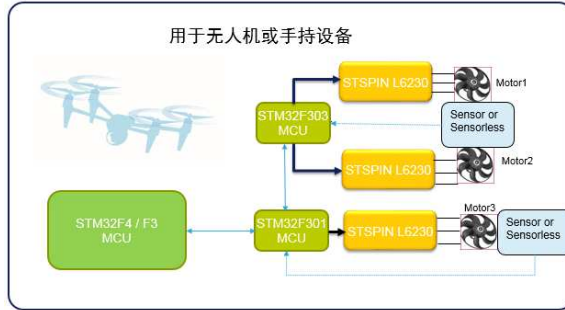 用于无人机或手持设备
STSPIN L6230
Motor1
STM32F303
MCU
Sensor or
Sensorless
STSPIN L6230
Motor2
Motor3
STM32F4 / F3
MCU
STM32F301
MCU
STSPIN L6230
Sensor or
Sensorless